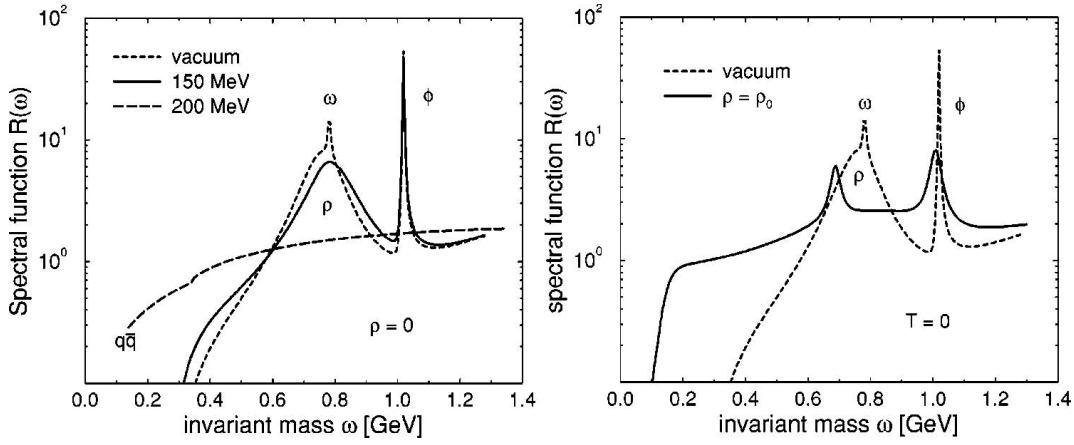 10²
vacuum
150 MeV
200 MeV
ω
ϕ
10¹
ρ
10⁰
qq̄
ρ = 0
Spectral function R(ω)
0.0 0.2 0.4 0.6 0.8 1.0 1.2 1.4
invariant mass ω [GeV]
10²
vacuum
ρ = ρ₀
ω
ϕ
10¹
ρ
10⁰
T = 0
spectral function R(ω)
0.0 0.2 0.4 0.6 0.8 1.0 1.2 1.4
invariant mass ω [GeV]